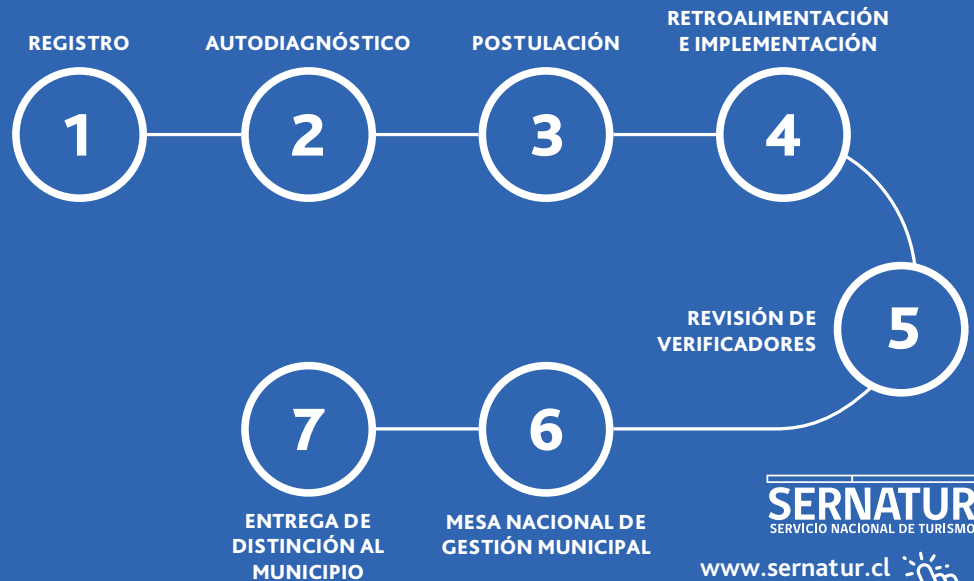 REGISTRO
1
AUTODIAGNÓSTICO
2
POSTULACIÓN
3
RETROALIMENTACIÓN
E IMPLEMENTACIÓN
4
REVISIÓN DE
VERIFICADORES
5
6
MESA NACIONAL DE
GESTIÓN MUNICIPAL
7
ENTREGA DE
DISTINCIÓN AL
MUNICIPIO
SERNATUR
SERVICIO NACIONAL DE TURISMO
www.sernatur.cl